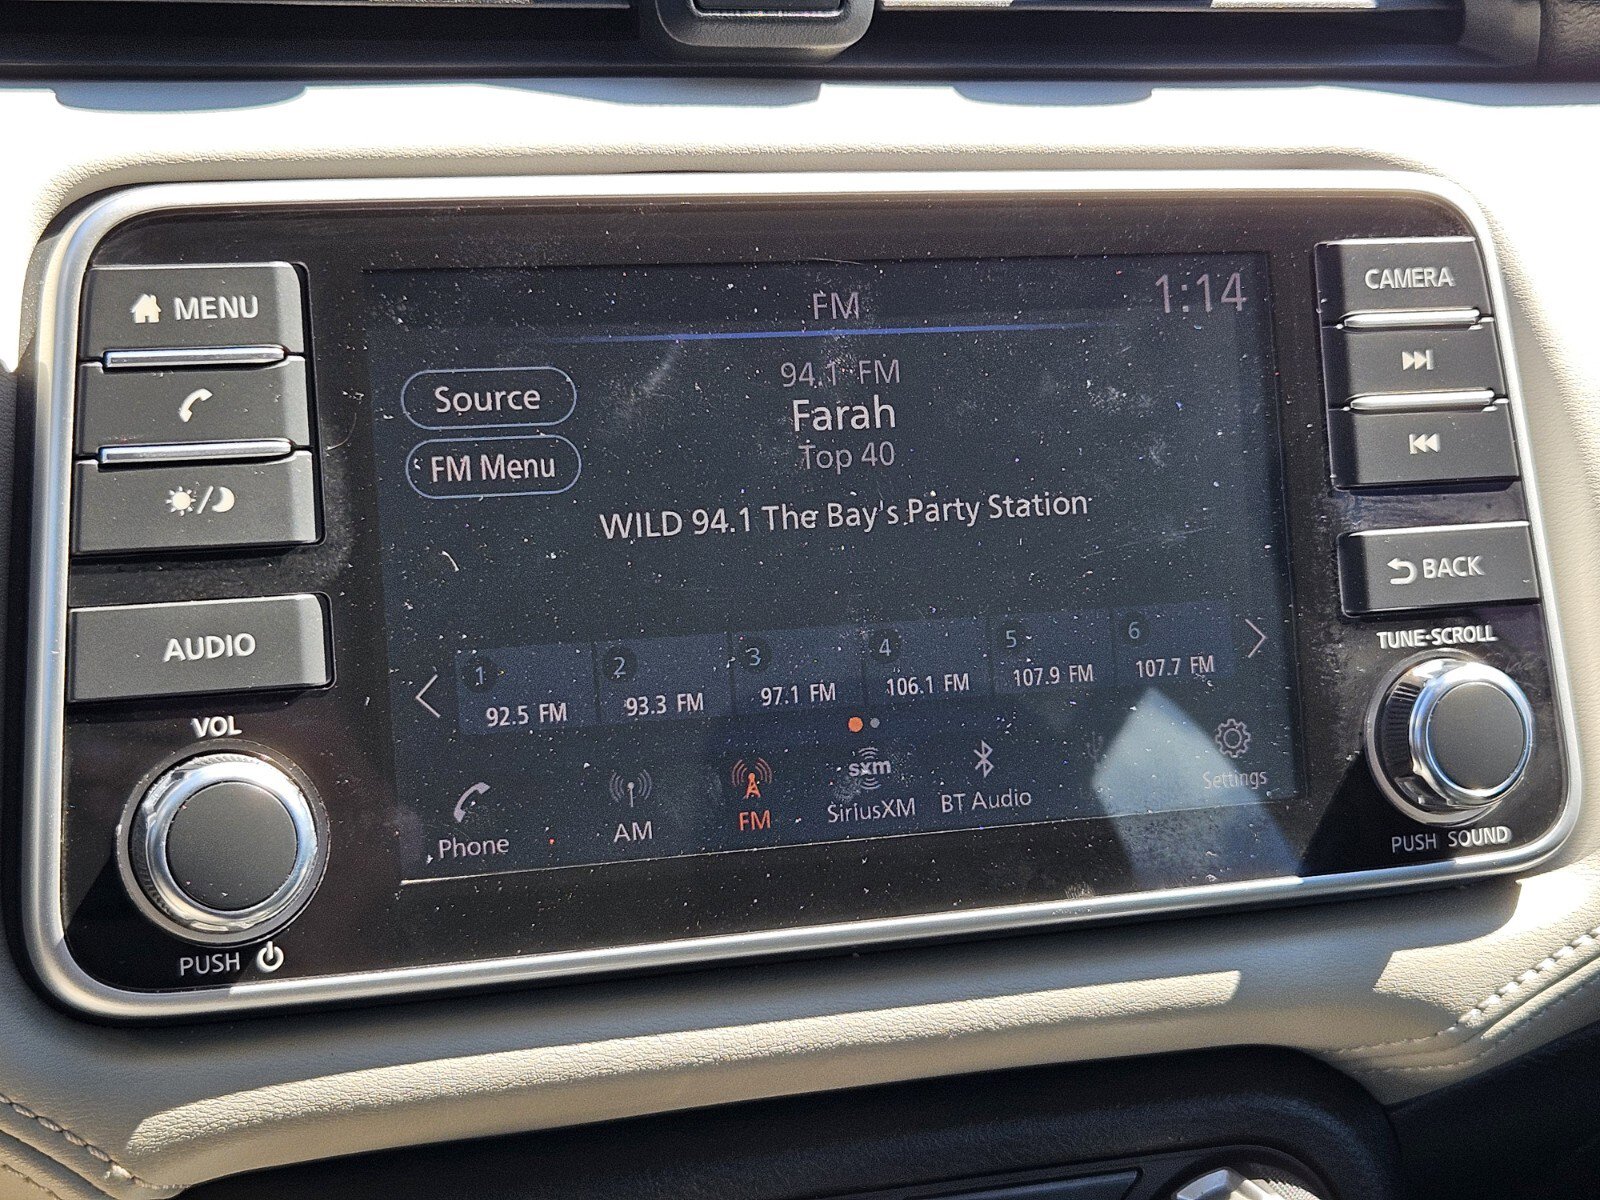 MENU
AUDIO
VOL
PUSH
FM
1:14
Source
FM Menu
94.1 FM
Farah
Top 40
WILD 94.1 The Bay's Party Station
1
92.5 FM
2
93.3 FM
3
97.1 FM
4
106.1 FM
5
107.9 FM
6
107.7 FM
Phone
AM
FM
sxm
SiriusXM
BT Audio
Settings
CAMERA
BACK
TUNE·SCROLL
PUSH SOUND